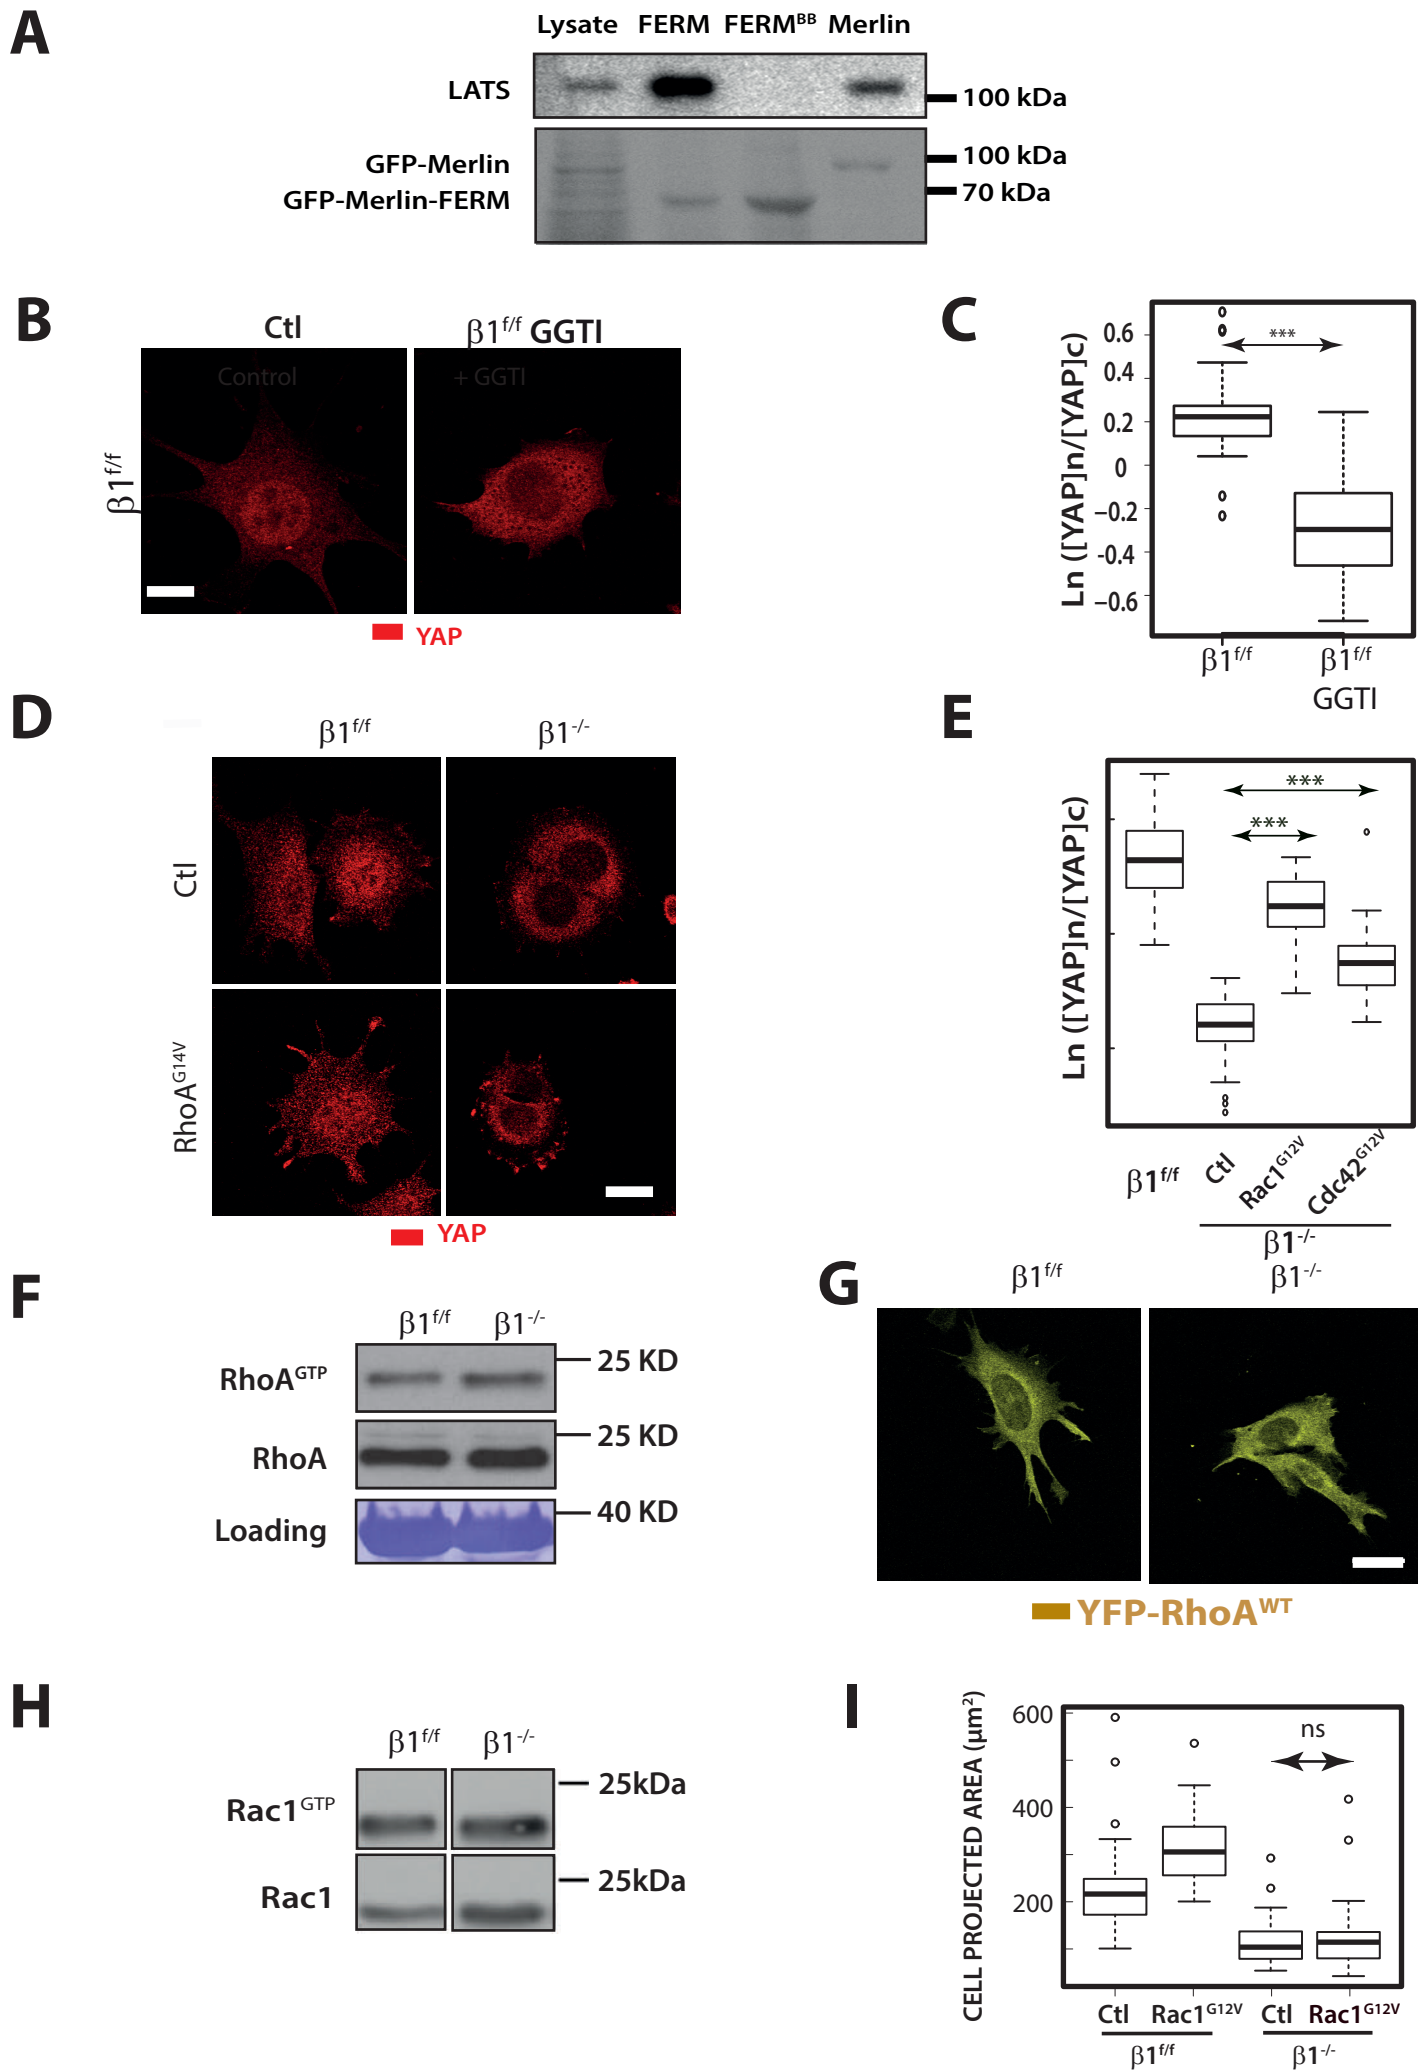 A
Lysate FERM FERMᴮᴮ Merlin
LATS
100 kDa
GFP-Merlin
100 kDa
GFP-Merlin-FERM
70 kDa
B
Ctl
β1f/f GGTI
Control
+ GGTI
β1f/f
YAP
C
Ln ([YAP]n/[YAP]c)
0.6
0.4
0.2
0
−0.2
-0.4
−0.6
***
β1f/f
β1f/f
GGTI
D
β1f/f
β1-/-
Ctl
RhoAG14V
YAP
E
Ln ([YAP]n/[YAP]c)
***
***
β1f/f
Ctl
Rac1G12V
Cdc42G12V
β1-/-
F
β1f/f
β1-/-
RhoAGTP
25 KD
RhoA
25 KD
Loading
40 KD
G
β1f/f
β1-/-
YFP-RhoAWT
H
β1f/f
β1-/-
Rac1GTP
25kDa
Rac1
25kDa
I
CELL PROJECTED AREA (µm²)
600
400
200
ns
Ctl Rac1G12V Ctl Rac1G12V
β1f/f
β1-/-